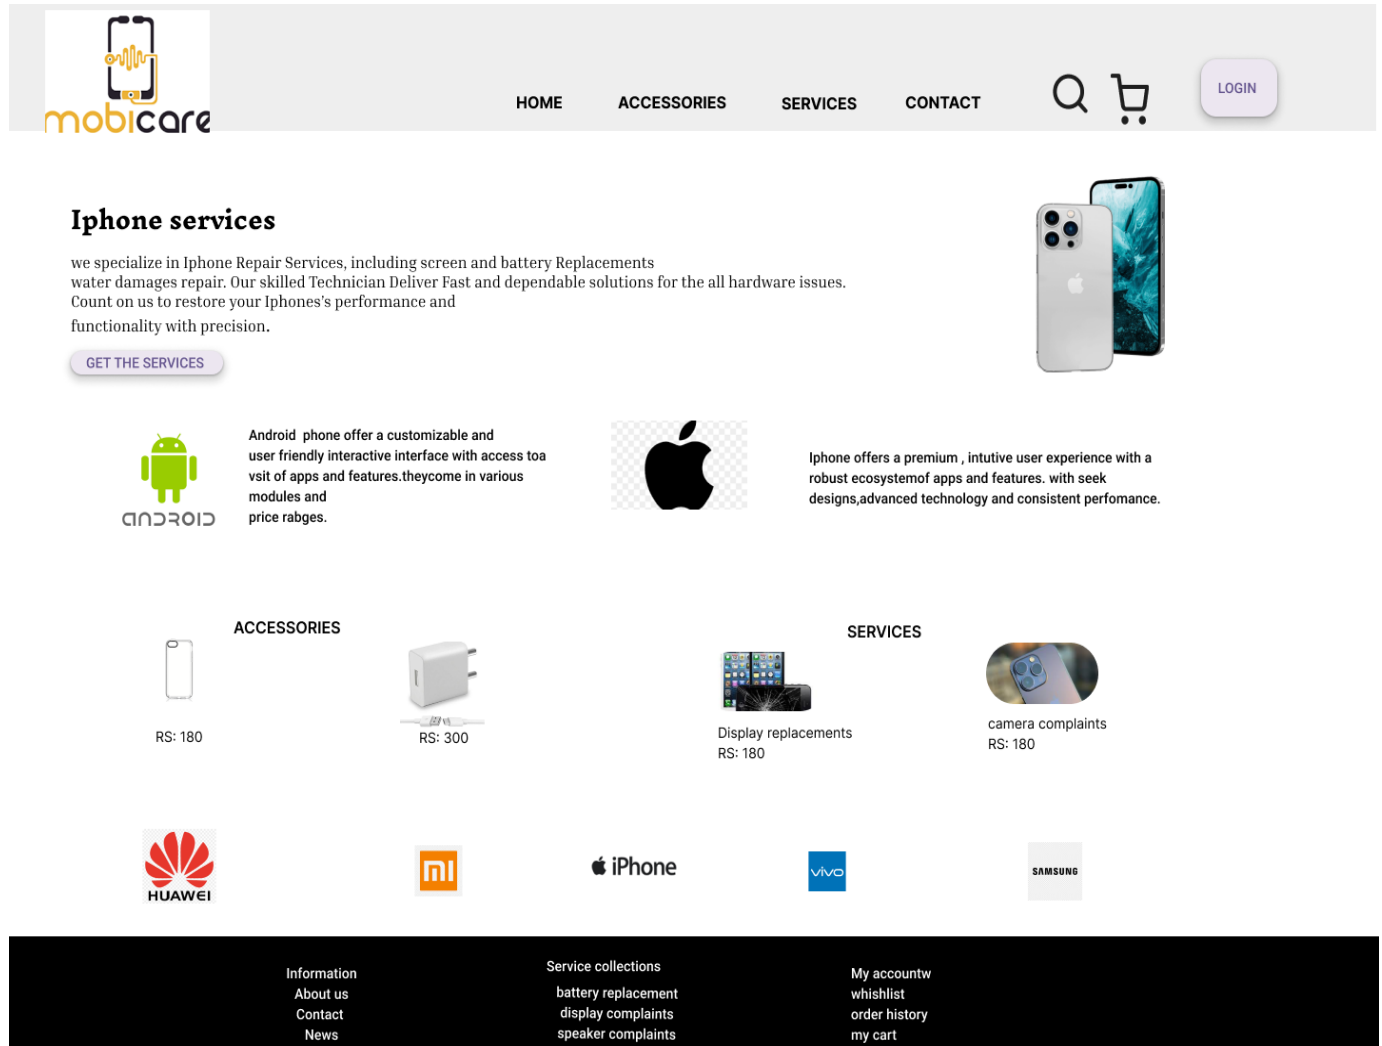 mobicare
HOME
ACCESSORIES
SERVICES
CONTACT
LOGIN
Iphone services
we specialize in Iphone Repair Services, including screen and battery Replacements
water damages repair. Our skilled Technician Deliver Fast and dependable solutions for the all hardware issues.
Count on us to restore your Iphones's performance and
functionality with precision.
GET THE SERVICES
ANDROID
Android phone offer a customizable and
user friendly interactive interface with access toa
vsit of apps and features.theycome in various
modules and
price rabges.
Iphone offers a premium , intutive user experience with a
robust ecosystemof apps and features. with seek
designs,advanced technology and consistent perfomance.
ACCESSORIES
RS: 180
RS: 300
SERVICES
Display replacements
RS: 180
camera complaints
RS: 180
HUAWEI
mi
iPhone
vivo
SAMSUNG
Information
About us
Contact
News
Service collections
battery replacement
display complaints
speaker complaints
My accountw
whishlist
order history
my cart